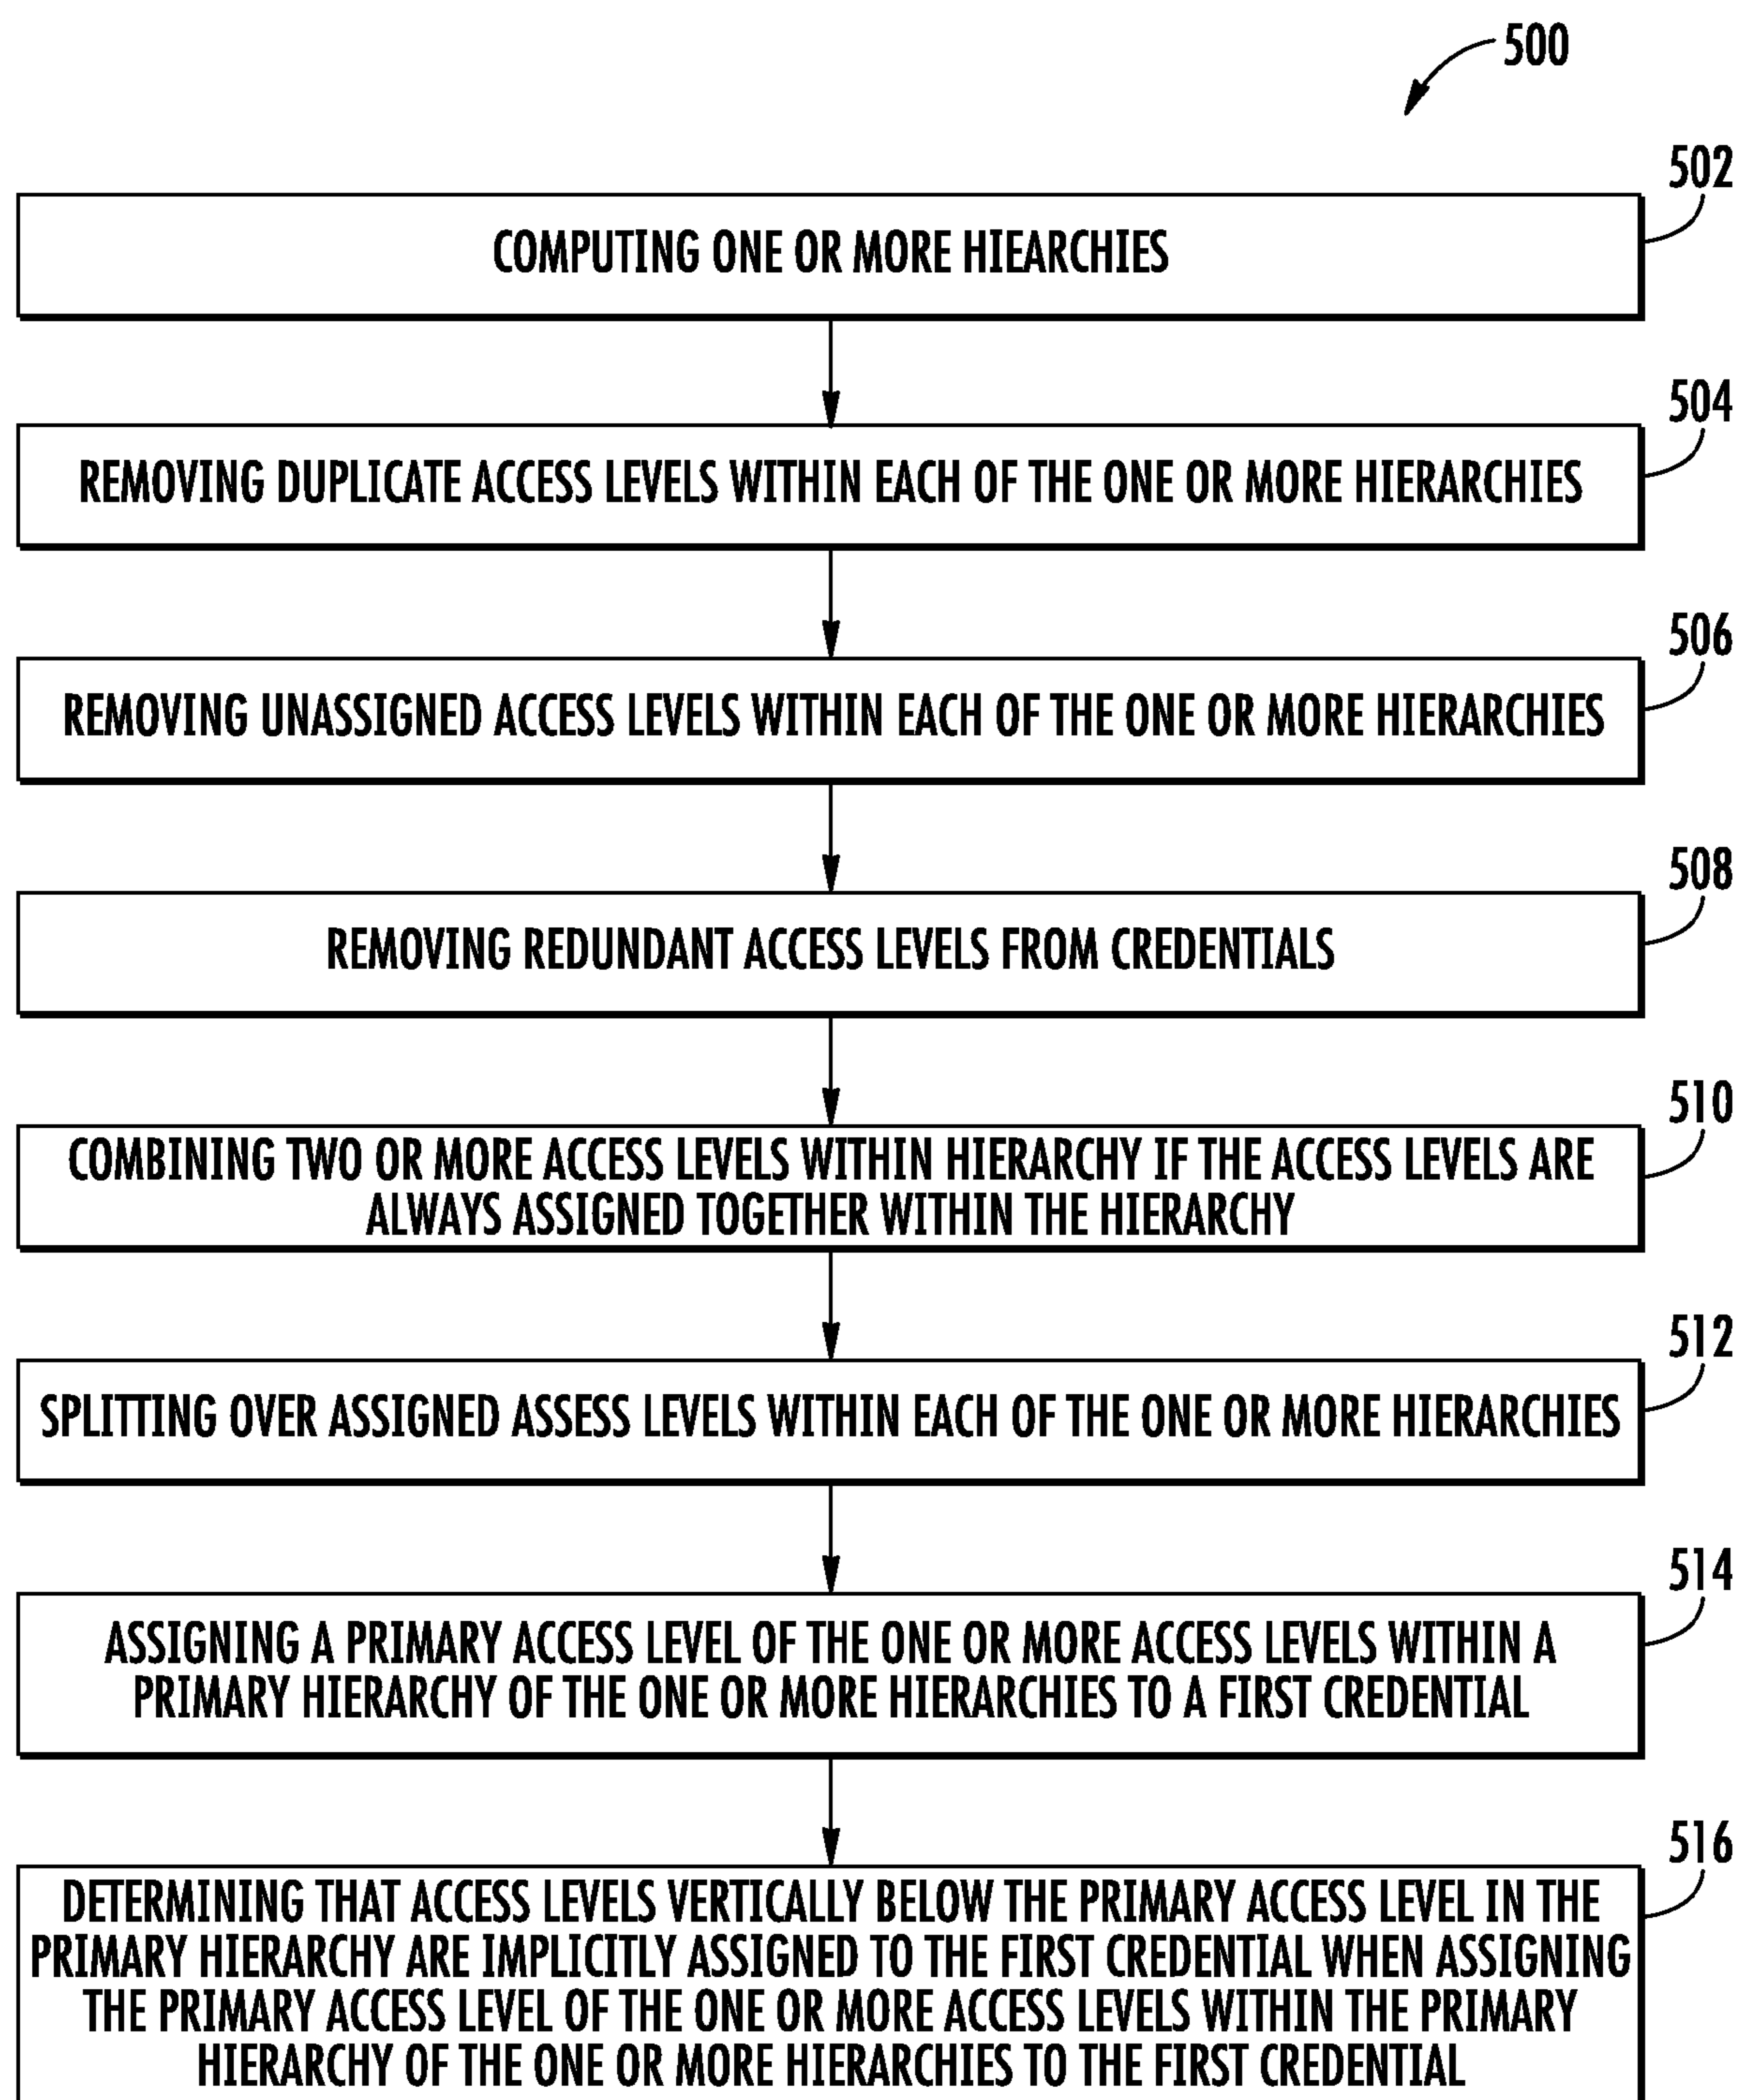 500
502
COMPUTING ONE OR MORE HIEARCHIES
504
REMOVING DUPLICATE ACCESS LEVELS WITHIN EACH OF THE ONE OR MORE HIERARCHIES
506
REMOVING UNASSIGNED ACCESS LEVELS WITHIN EACH OF THE ONE OR MORE HIERARCHIES
508
REMOVING REDUNDANT ACCESS LEVELS FROM CREDENTIALS
510
COMBINING TWO OR MORE ACCESS LEVELS WITHIN HIERARCHY IF THE ACCESS LEVELS ARE
ALWAYS ASSIGNED TOGETHER WITHIN THE HIERARCHY
512
SPLITTING OVER ASSIGNED ASSESS LEVELS WITHIN EACH OF THE ONE OR MORE HIERARCHIES
514
ASSIGNING A PRIMARY ACCESS LEVEL OF THE ONE OR MORE ACCESS LEVELS WITHIN A
PRIMARY HIERARCHY OF THE ONE OR MORE HIERARCHIES TO A FIRST CREDENTIAL
516
DETERMINING THAT ACCESS LEVELS VERTICALLY BELOW THE PRIMARY ACCESS LEVEL IN THE
PRIMARY HIERARCHY ARE IMPLICITLY ASSIGNED TO THE FIRST CREDENTIAL WHEN ASSIGNING
THE PRIMARY ACCESS LEVEL OF THE ONE OR MORE ACCESS LEVELS WITHIN THE PRIMARY
HIERARCHY OF THE ONE OR MORE HIERARCHIES TO THE FIRST CREDENTIAL